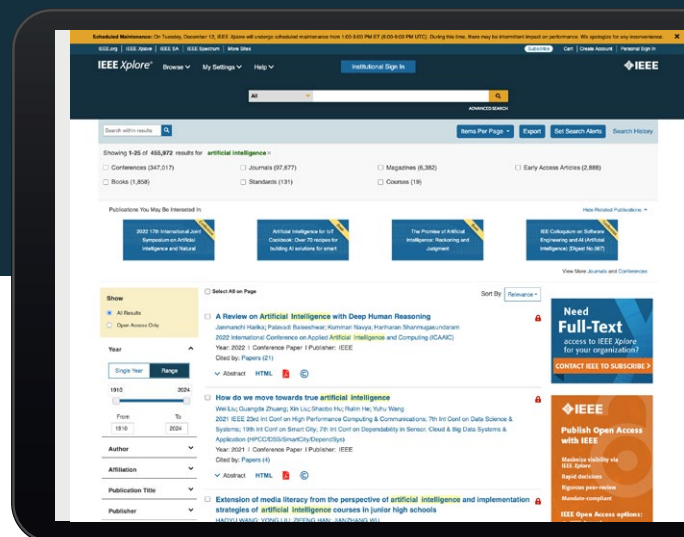 Scheduled Maintenance: On Tuesday, December 12, IEEE Xplore will undergo scheduled maintenance from 1:00-5:00 PM ET (6:00-9:00 PM UTC). During this time, there may be intermittent impact on performance. We apologize for any inconvenience. X
IEEE.org | IEEE Xplore | IEEE SA | IEEE Spectrum | More Sites Subscribe Cart | Create Account | Personal Sign In
IEEE Xplore® Browse My Settings Help Institutional Sign In IEEE
All
ADVANCED SEARCH
Search within results Items Per Page Export Set Search Alerts Search History
Showing 1-25 of 455,972 results for artificial intelligence ×
Conferences (347,017) Journals (97,677) Magazines (6,382) Early Access Articles (2,888)
Books (1,858) Standards (131) Courses (19)
Publications You May Be Interested In Hide Related Publications
2022 17th International Joint Symposium on Artificial Intelligence and Natural
Artificial Intelligence for IoT Cookbook: Over 70 recipes for building AI solutions for smart
The Promise of Artificial Intelligence: Reckoning and Judgment
IEE Colloquium on Software Engineering and AI (Artificial Intelligence) (Digest No.087)
View More Journals and Conferences
Show
All Results
Open Access Only
Year
Single Year Range
1910 2024
From To
1910 2024
Author
Affiliation
Publication Title
Publisher
Select All on Page Sort By Relevance
A Review on Artificial Intelligence with Deep Human Reasoning
Jammanchi Harika; Palavadi Baleeshwar; Kummari Navya; Hariharan Shanmugasundaram
2022 International Conference on Applied Artificial Intelligence and Computing (ICAAIC)
Year: 2022 | Conference Paper | Publisher: IEEE
Cited by: Papers (21)
Abstract HTML ©
How do we move towards true artificial intelligence
Wei Liu; Guangda Zhuang; Xin Liu; Shaobo Hu; Ruilin He; Yuhu Wang
2021 IEEE 23rd Int Conf on High Performance Computing & Communications; 7th Int Conf on Data Science &
Systems; 19th Int Conf on Smart City; 7th Int Conf on Dependability in Sensor, Cloud & Big Data Systems &
Application (HPCC/DSS/SmartCity/DependSys)
Year: 2021 | Conference Paper | Publisher: IEEE
Cited by: Papers (4)
Abstract HTML ©
Extension of media literacy from the perspective of artificial intelligence and implementation
strategies of artificial intelligence courses in junior high schools
HAOYU WANG; YONG LIU; ZIFENG HAN; JIANZHANG WU
Need
Full-Text
access to IEEE Xplore
for your organization?
CONTACT IEEE TO SUBSCRIBE >
IEEE
Publish Open Access
with IEEE
Maximize visibility via
IEEE Xplore
Rapid decisions
Rigorous peer-review
Mandate-compliant
IEEE Open Access options: